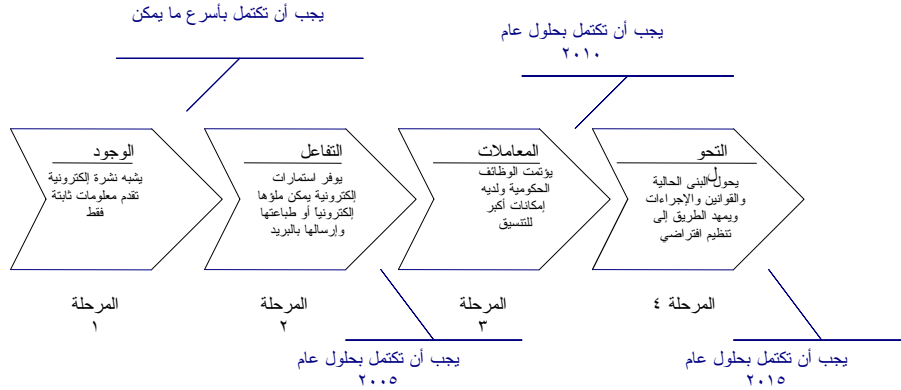 يجب أن تكتمل بأسرع ما يمكن
يجب أن تكتمل بحلول عام
٢٠١٠
الوجود
يشبه نشرة إلكترونية
تقدم معلومات ثابتة
فقط
التفاعل
يوفر استمارات
إلكترونية يمكن ملؤها
إلكترونياً أو طباعتها
وإرسالها بالبريد
المعاملات
يؤتمت الوظائف
الحكومية ولديه
إمكانات أكبر
للتنسيق
التحو
ل
يحول البنى الحالية
والقوانين والإجراءات
ويمهد الطريق إلى
تنظيم افتراضي
المرحلة
١
المرحلة
٢
المرحلة
٣
المرحلة ٤
يجب أن تكتمل بحلول عام
٢٠٠٥
يجب أن تكتمل بحلول عام
٢٠١٥